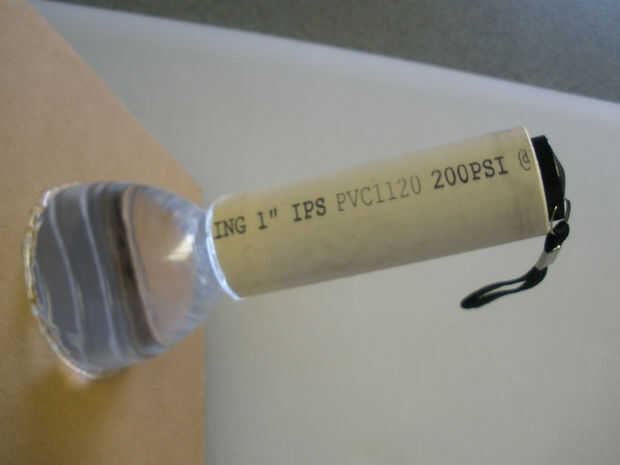 ING 1" IPS PVC1120 200PSI @